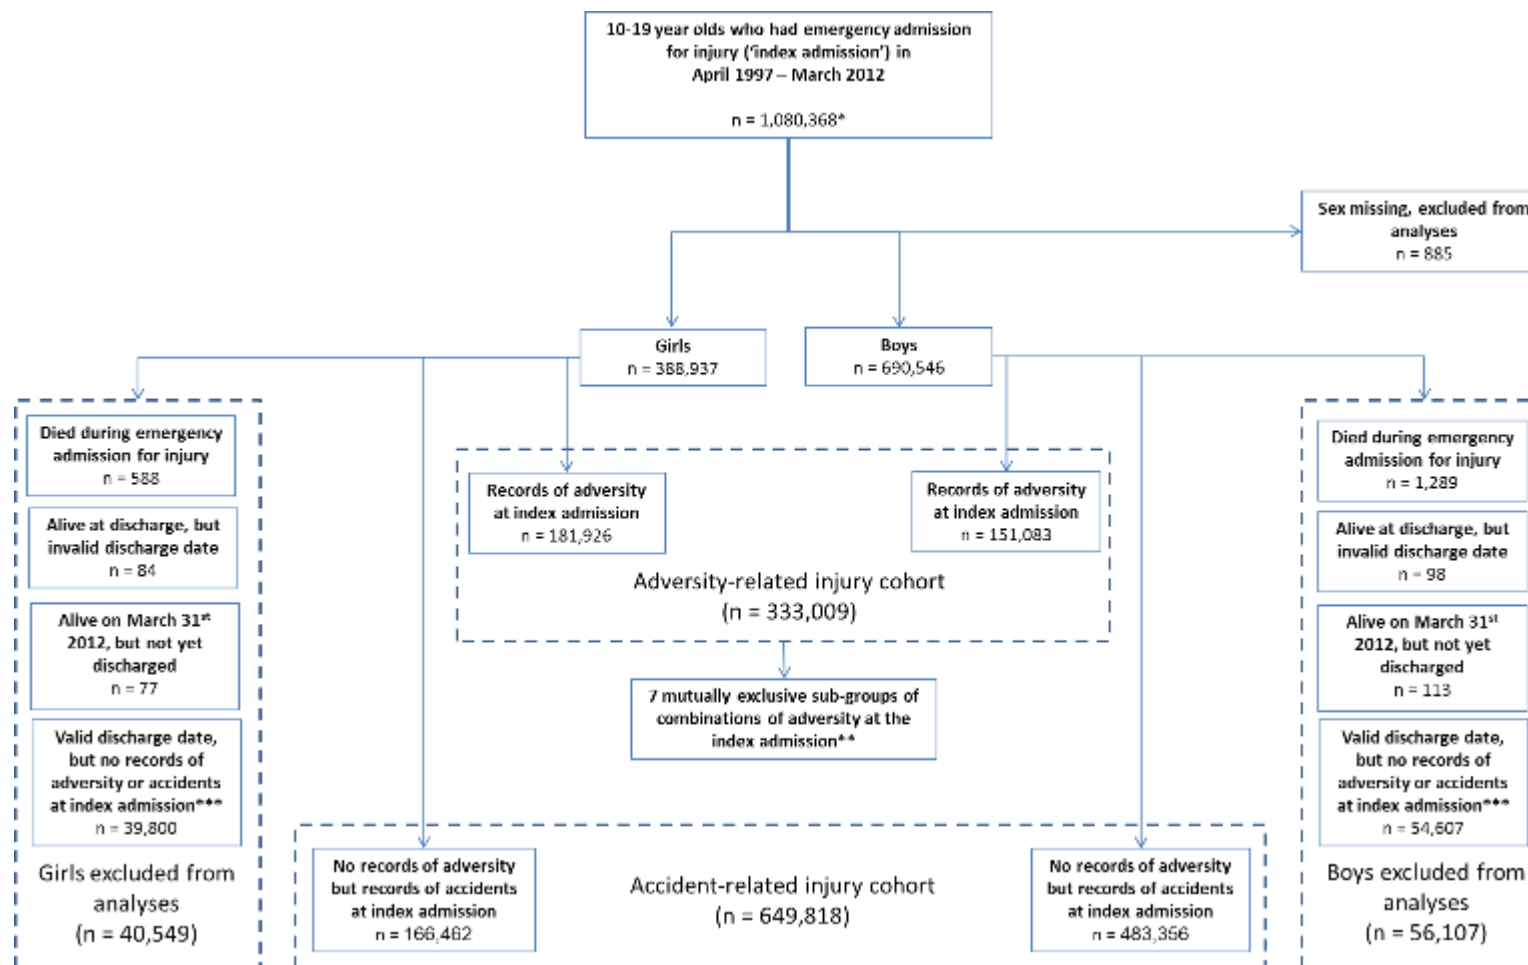 10-19 year olds who had emergency admission
for injury ('index admission') in
April 1997 – March 2012
n = 1,080,368*
Sex missing, excluded from
analyses
n = 885
Girls
n = 388,937
Boys
n = 690,546
Died during emergency
admission for injury
n = 588
Alive at discharge, but
invalid discharge date
n = 84
Alive on March 31st
2012, but not yet
discharged
n = 77
Valid discharge date,
but no records of
adversity or accidents
at index admission***
n = 39,800
Girls excluded from
analyses
(n = 40,549)
Records of adversity
at index admission
n = 181,926
Records of adversity
at index admission
n = 151,083
Adversity-related injury cohort
(n = 333,009)
7 mutually exclusive sub-groups of
combinations of adversity at the
index admission**
No records of adversity
but records of accidents
at index admission
n = 166,462
Accident-related injury cohort
(n = 649,818)
No records of adversity
but records of accidents
at index admission
n = 483,356
Died during emergency
admission for injury
n = 1,289
Alive at discharge, but
invalid discharge date
n = 98
Alive on March 31st
2012, but not yet
discharged
n = 113
Valid discharge date,
but no records of
adversity or accidents
at index admission***
n = 54,607
Boys excluded from
analyses
(n = 56,107)